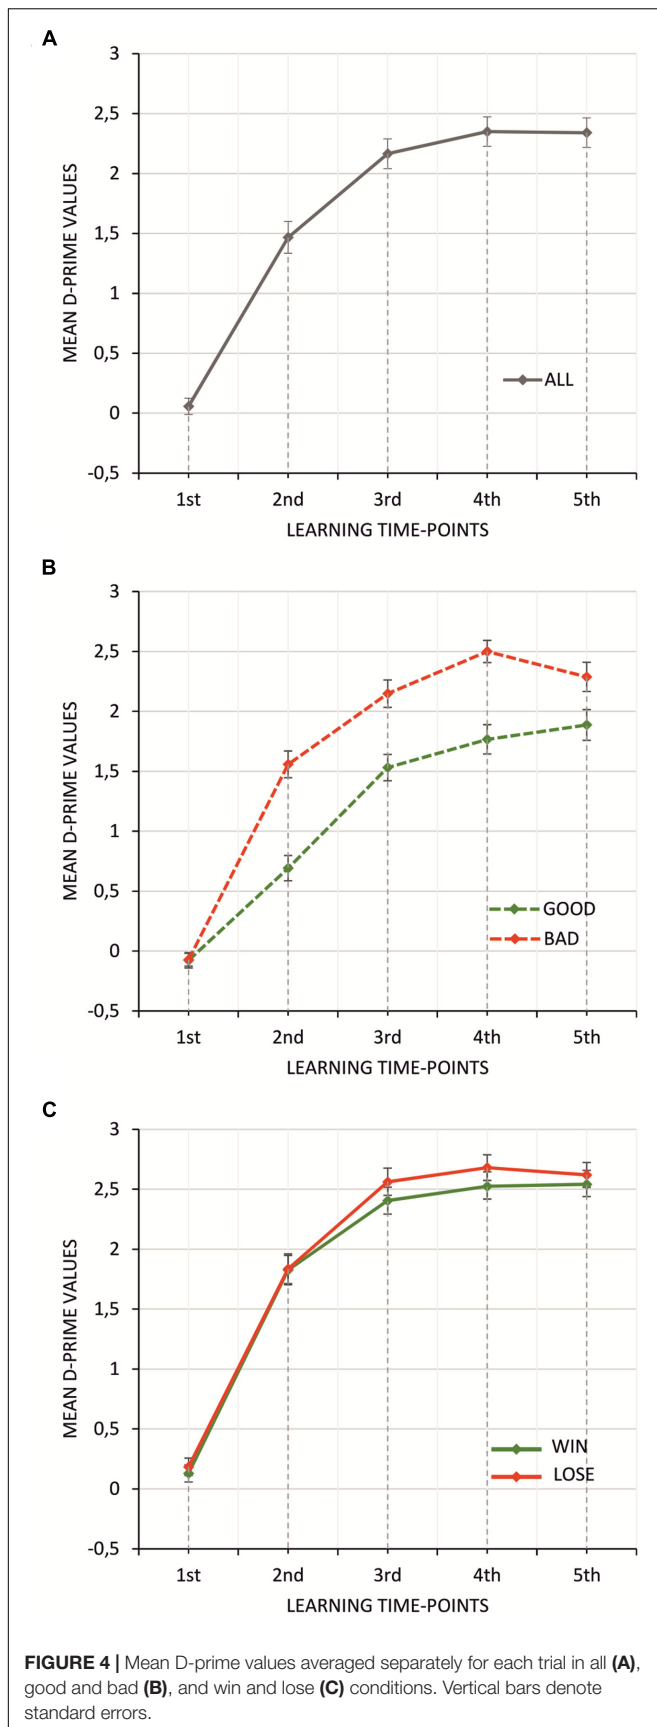 A
3
2,5
2
1,5
1
0,5
0
-0,5
MEAN D-PRIME VALUES
ALL
1st 2nd 3rd 4th 5th
LEARNING TIME-POINTS
B
3
2,5
2
1,5
1
0,5
0
-0,5
MEAN D-PRIME VALUES
GOOD
BAD
1st 2nd 3rd 4th 5th
LEARNING TIME-POINTS
C
3
2,5
2
1,5
1
0,5
0
-0,5
MEAN D-PRIME VALUES
WIN
LOSE
1st 2nd 3rd 4th 5th
LEARNING TIME-POINTS
FIGURE 4 | Mean D-prime values averaged separately for each trial in all (A),
good and bad (B), and win and lose (C) conditions. Vertical bars denote
standard errors.